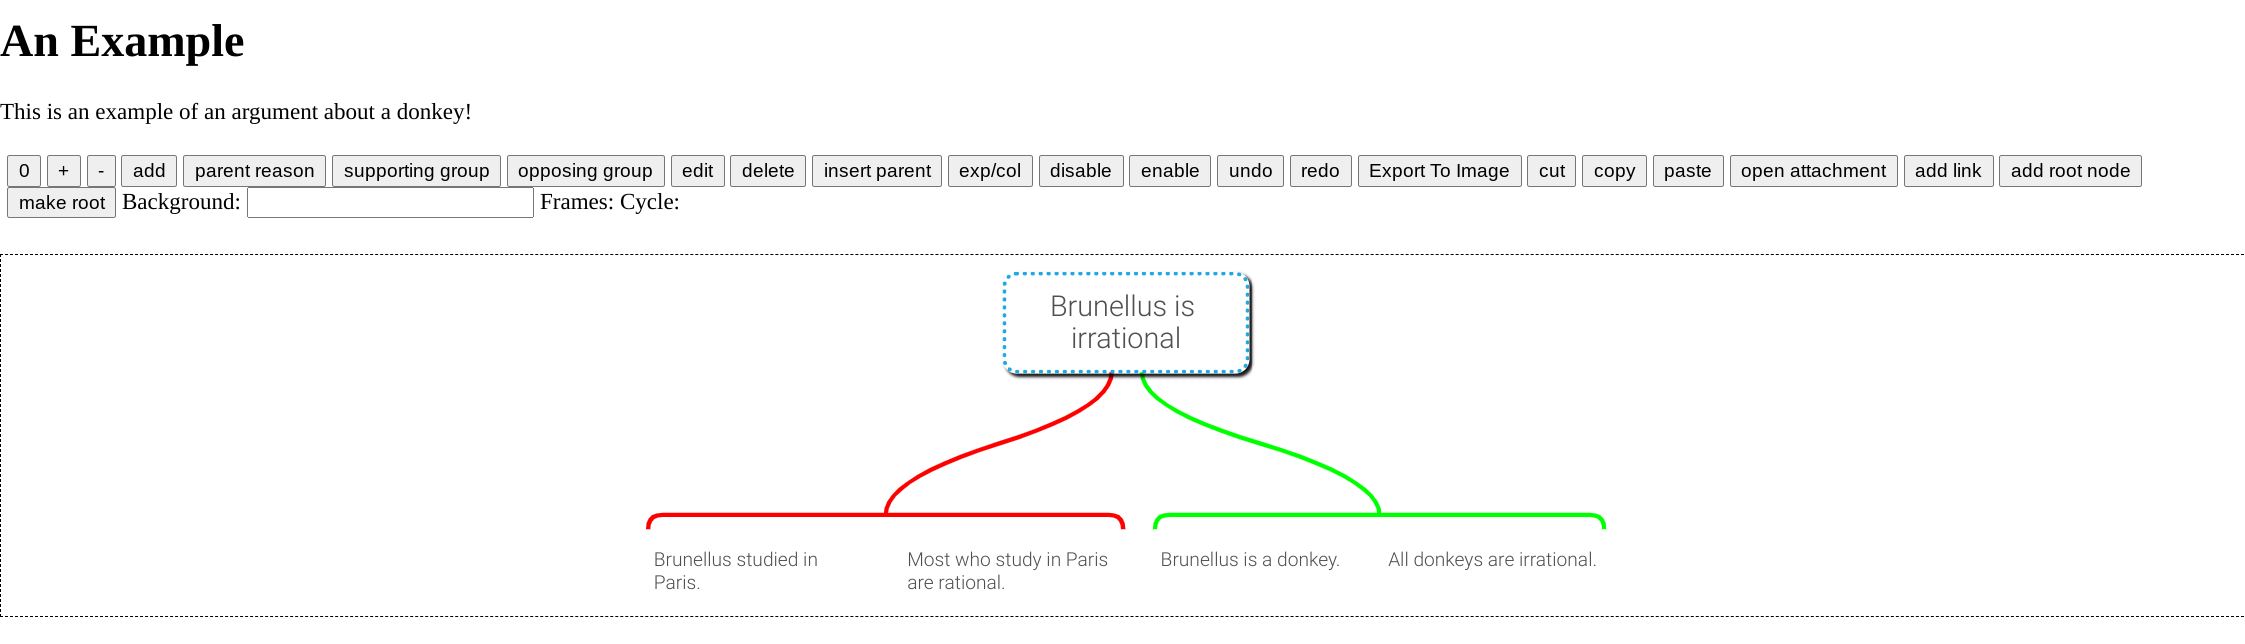 An Example
This is an example of an argument about a donkey!
0 + - add parent reason supporting group opposing group edit delete insert parent exp/col disable enable undo redo Export To Image cut copy paste open attachment add link add root node
make root Background: Frames: Cycle:
Brunellus is
irrational
Brunellus studied in
Paris.
Most who study in Paris
are rational.
Brunellus is a donkey.
All donkeys are irrational.